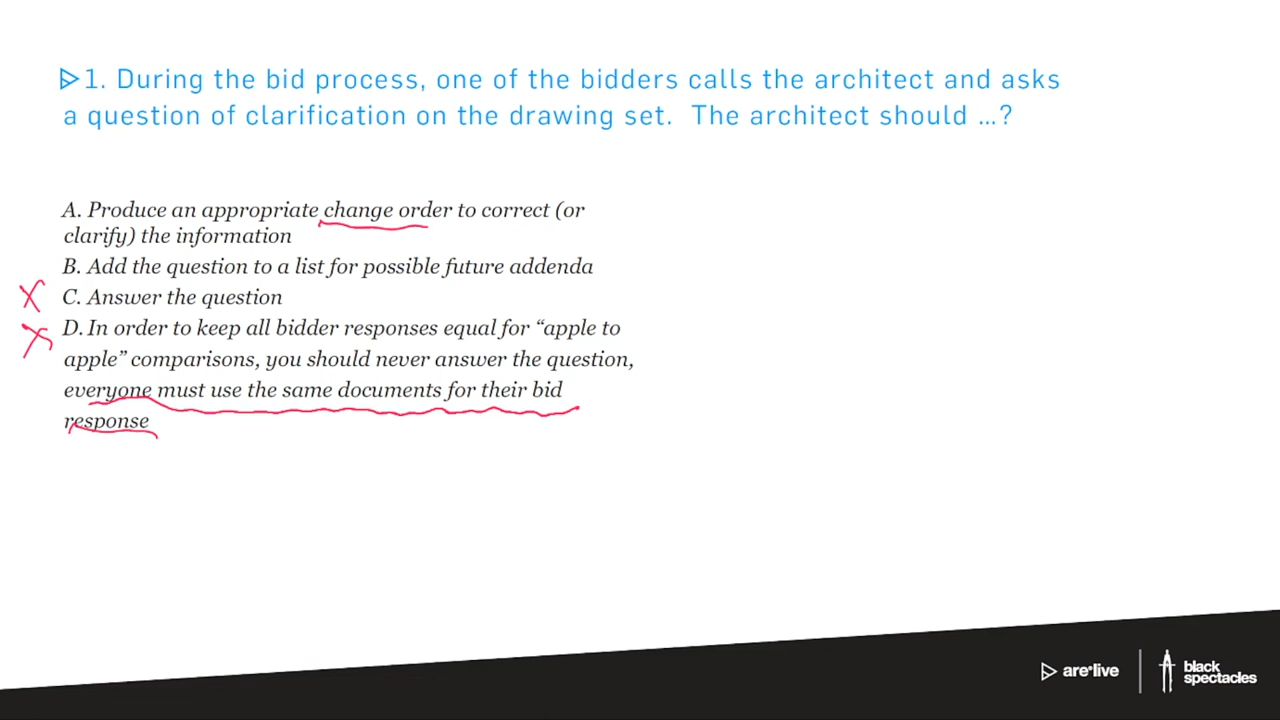 1. During the bid process, one of the bidders calls the architect and asks
a question of clarification on the drawing set. The architect should ...?
A. Produce an appropriate change order to correct (or
clarify) the information
B. Add the question to a list for possible future addenda
C. Answer the question
D. In order to keep all bidder responses equal for “apple to
apple” comparisons, you should never answer the question,
everyone must use the same documents for their bid
response
are•live
black
spectacles